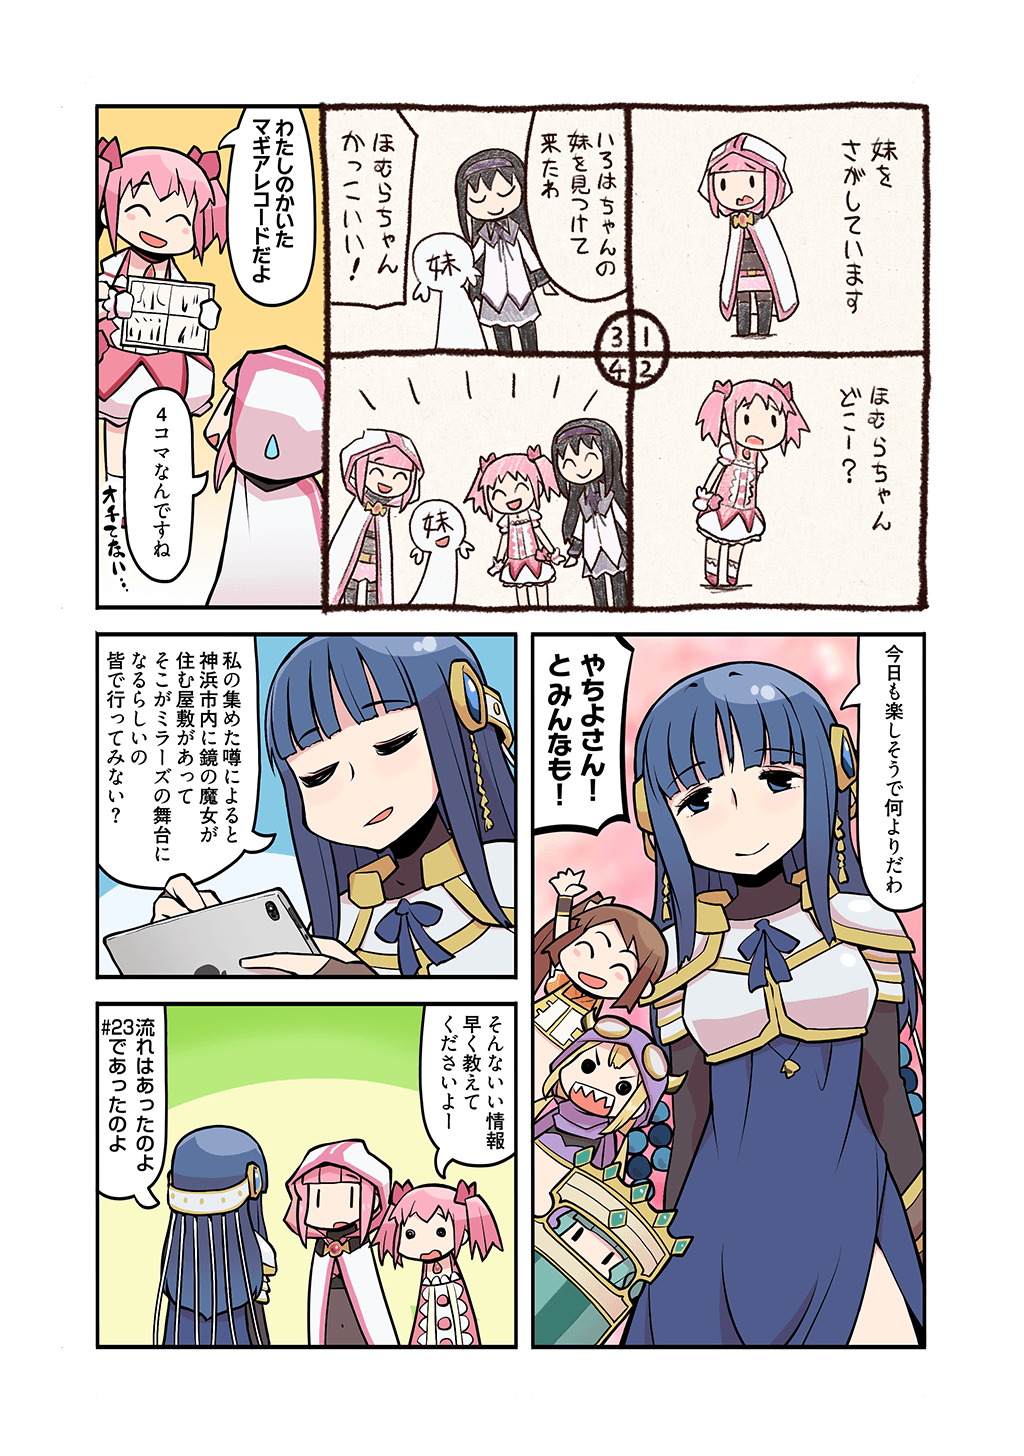 妹を
さがしています
1
ほむらちゃん
どこー？
2
いろはちゃんの
妹を見つけて
来たわ
妹
ほむらちゃん
かっこいい！
3
4
妹
わたしのかいた
マギアレコードだよ
4コマなんですね
オチてない…
今日も楽しそうで何よりだわ
やちよさん！
とみんなも！
私の集めた噂によると
神浜市内に鏡の魔女が
住む屋敷があって
そこがミラーズの舞台に
なるらしいの
皆で行ってみない？
そんないい情報
早く教えて
くださいよー
流れはあったのよ
#23であったのよ